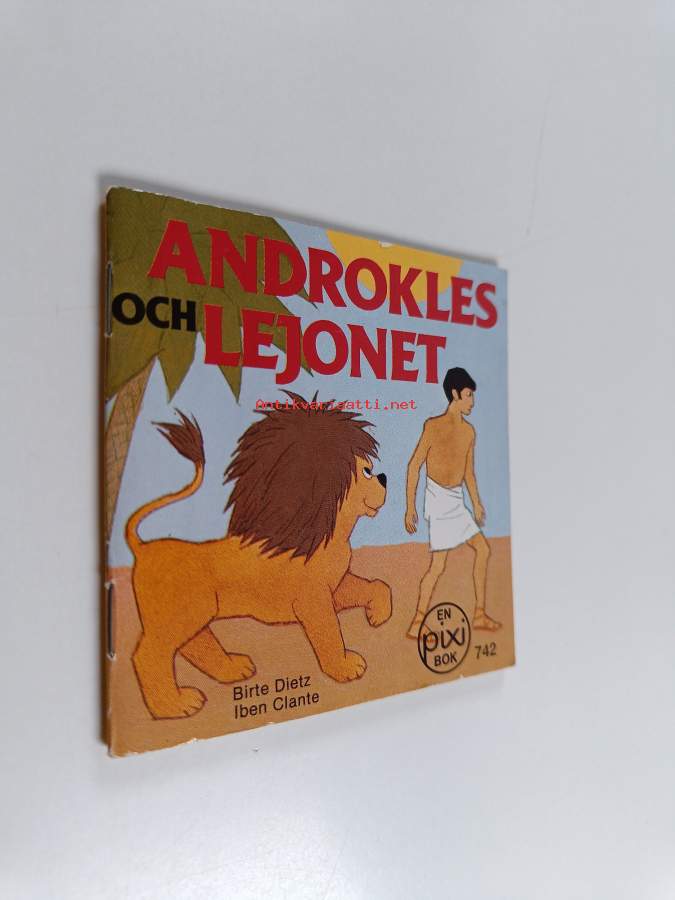 ANDROKLES
OCH LEJONET
Antikvariaatti.net
Birte Dietz
Iben Clante
EN
pixi
BOK
742